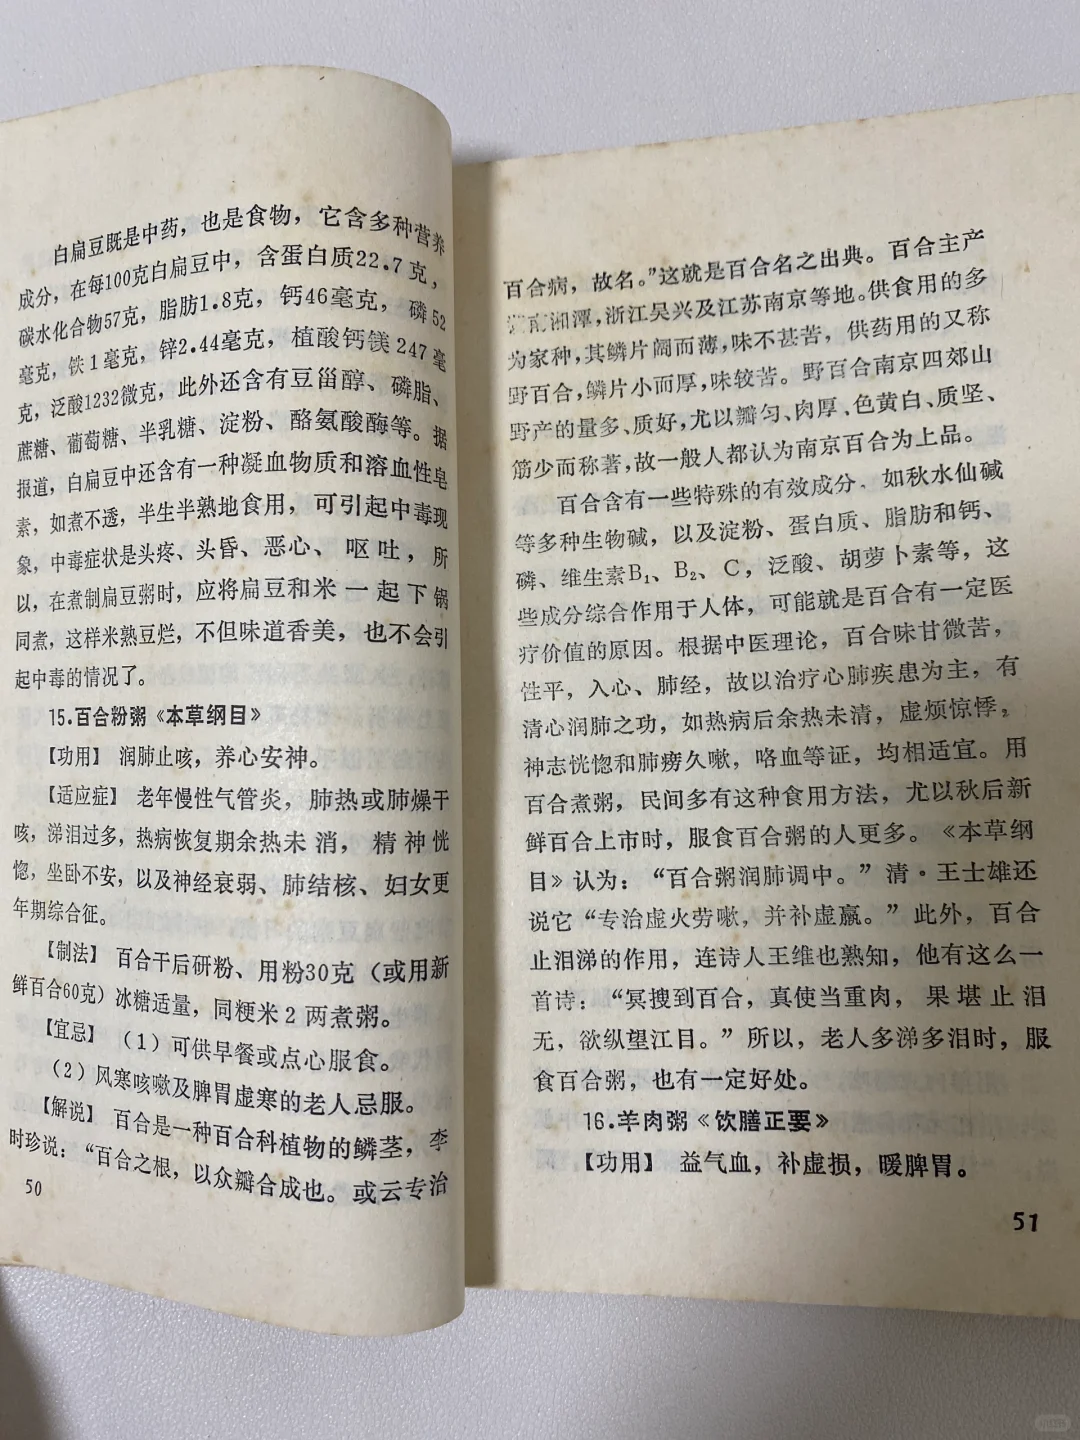 白扁豆既是中药，也是食物，它含多种营养
成分，在每100克白扁豆中，含蛋白质22.7克，
碳水化合物57克，脂肪1.8克，钙46毫克，磷52
毫克，铁1毫克，锌2.44毫克，植酸钙镁247毫
克，泛酸1232微克，此外还含有豆甾醇、磷脂、
蔗糖、葡萄糖、半乳糖、淀粉、酪氨酸酶等。据
报道，白扁豆中还含有一种凝血物质和溶血性皂
素，如煮不透，半生半熟地食用，可引起中毒现
象，中毒症状是头疼、头昏、恶心、呕吐，所
以，在煮制扁豆粥时，应将扁豆和米一起下锅
同煮，这样米熟豆烂，不但味道香美，也不会引
起中毒的情况了。
15.百合粉粥《本草纲目》
【功用】 润肺止咳，养心安神。
【适应症】 老年慢性气管炎，肺热或肺燥干
咳，涕泪过多，热病恢复期余热未消，精神恍
惚，坐卧不安，以及神经衰弱、肺结核、妇女更
年期综合征。
【制法】 百合干后研粉、用粉30克（或用新
鲜百合60克）冰糖适量，同粳米2两煮粥。
【宜忌】 （1）可供早餐或点心服食。
（2）风寒咳嗽及脾胃虚寒的老人忌服。
【解说】 百合是一种百合科植物的鳞茎，李
时珍说：“百合之根，以众瓣合成也。或云专治
50
百合病，故名。”这就是百合名之出典。百合主产
湖南湘潭，浙江吴兴及江苏南京等地。供食用的多
为家种，其鳞片阔而薄，味不甚苦，供药用的又称
野百合，鳞片小而厚，味较苦。野百合南京四郊山
野产的量多、质好，尤以瓣匀、肉厚、色黄白、质坚、
筋少而称著，故一般人都认为南京百合为上品。
百合含有一些特殊的有效成分．如秋水仙碱
等多种生物碱，以及淀粉、蛋白质、脂肪和钙、
磷、维生素B₁、B₂、C，泛酸、胡萝卜素等，这
些成分综合作用于人体，可能就是百合有一定医
疗价值的原因。根据中医理论，百合味甘微苦，
性平，入心、肺经，故以治疗心肺疾患为主，有
清心润肺之功，如热病后余热未清，虚烦惊悸，
神志恍惚和肺痨久嗽，咯血等证，均相适宜。用
百合煮粥，民间多有这种食用方法，尤以秋后新
鲜百合上市时，服食百合粥的人更多。《本草纲
目》认为：“百合粥润肺调中。”清·王士雄还
说它“专治虚火劳嗽，并补虚羸。”此外，百合
止泪涕的作用，连诗人王维也熟知，他有这么一
首诗：“冥搜到百合，真使当重肉，果堪止泪
无，欲纵望江目。”所以，老人多涕多泪时，服
食百合粥，也有一定好处。
16.羊肉粥《饮膳正要》
【功用】 益气血，补虚损，暖脾胃。
51